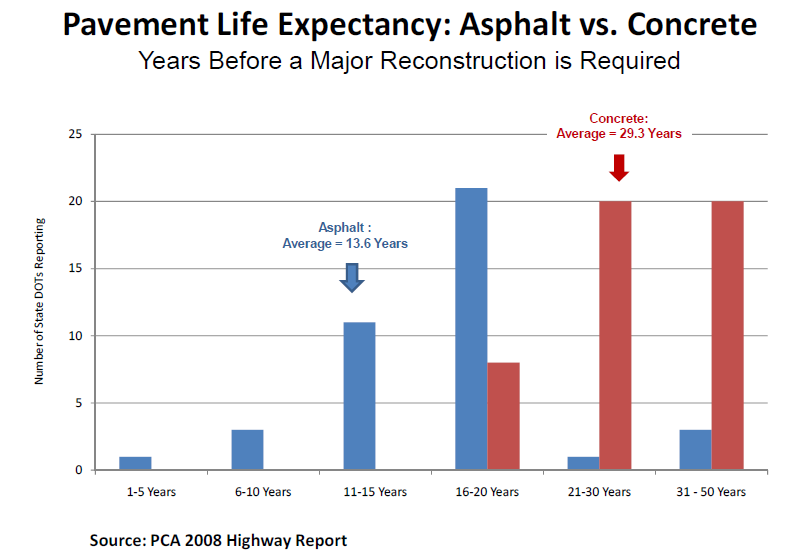 Pavement Life Expectancy: Asphalt vs. Concrete
Years Before a Major Reconstruction is Required
Concrete:
Average = 29.3 Years
Asphalt :
Average = 13.6 Years
Number of State DOTs Reporting
25
20
15
10
5
0
1-5 Years
6-10 Years
11-15 Years
16-20 Years
21-30 Years
31 - 50 Years
Source: PCA 2008 Highway Report